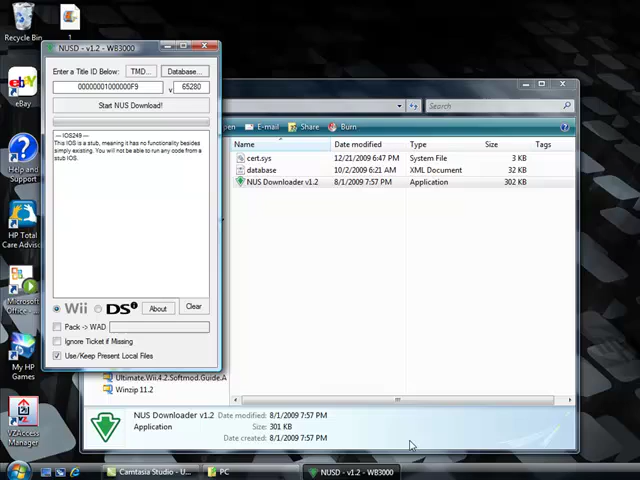 Recycle Bin
1
eBay
Help and
Support
HP Total
Care Advisor
Microsoft
Office - ...
My HP
Games
VZAccess
Manager
NUSD - v1.2 - WB3000
Enter a Title ID Below:
TMD...
Database...
00000001000000F9
v
65280
Start NUS Download!
--- IOS249 ---
This IOS is a stub, meaning it has no functionality besides
simply existing. You will not be able to run any code from a
stub IOS.
Wii
DSi
About
Clear
Pack -> WAD
Ignore Ticket if Missing
Use/Keep Present Local Files
Search
E-mail
Share
Burn
Name
Date modified
Type
Size
Tags
cert.sys
12/21/2009 6:47 PM
System File
3 KB
database
10/2/2009 6:21 AM
XML Document
32 KB
NUS Downloader v1.2
8/1/2009 7:57 PM
Application
302 KB
Ultimate.Wii.4.2.Softmod.Guide.A
Winzip 11.2
NUS Downloader v1.2
Date modified: 8/1/2009 7:57 PM
Application
Size: 301 KB
Date created: 8/1/2009 7:57 PM
Camtasia Studio - U...
PC
NUSD - v1.2 - WB3000